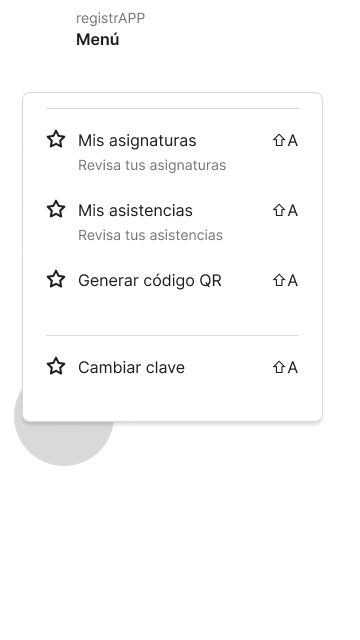 registrAPP
Menú
Mis asignaturas ⇧A
Revisa tus asignaturas
Mis asistencias ⇧A
Revisa tus asistencias
Generar código QR ⇧A
Cambiar clave ⇧A